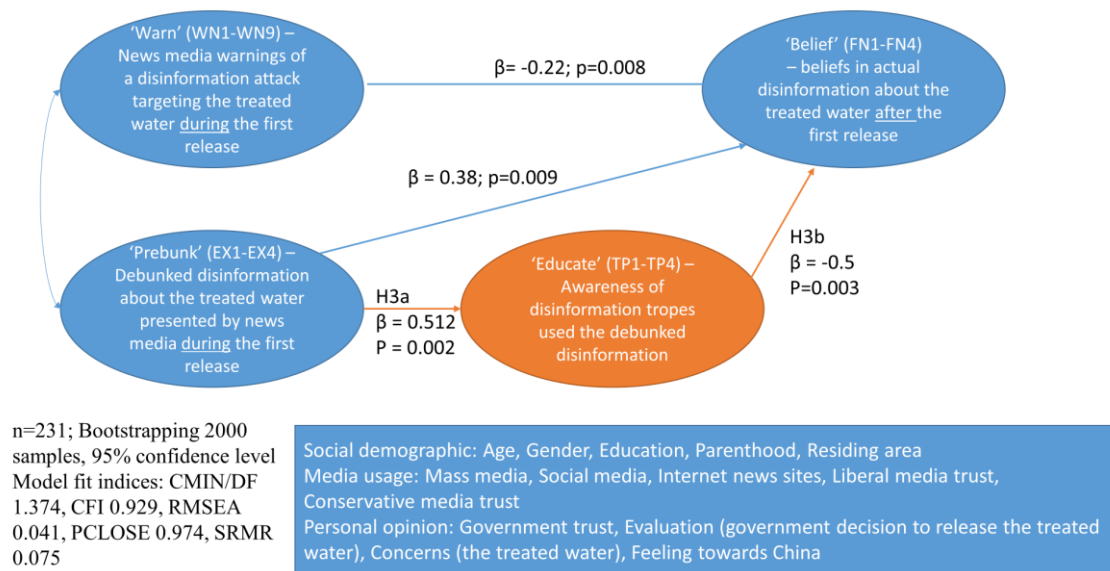 'Warn' (WN1-WN9) –
News media warnings of
a disinformation attack
targeting the treated
water during the first
release
β= -0.22; p=0.008
'Belief' (FN1-FN4)
– beliefs in actual
disinformation about the
treated water after the
first release
β = 0.38; p=0.009
'Prebunk' (EX1-EX4) –
Debunked disinformation
about the treated water
presented by news
media during the first
release
H3a
β = 0.512
P = 0.002
'Educate' (TP1-TP4) –
Awareness of
disinformation tropes
used the debunked
disinformation
H3b
β = -0.5
P=0.003
n=231; Bootstrapping 2000
samples, 95% confidence level
Model fit indices: CMIN/DF
1.374, CFI 0.929, RMSEA
0.041, PCLOSE 0.974, SRMR
0.075
Social demographic: Age, Gender, Education, Parenthood, Residing area
Media usage: Mass media, Social media, Internet news sites, Liberal media trust,
Conservative media trust
Personal opinion: Government trust, Evaluation (government decision to release the treated
water), Concerns (the treated water), Feeling towards China